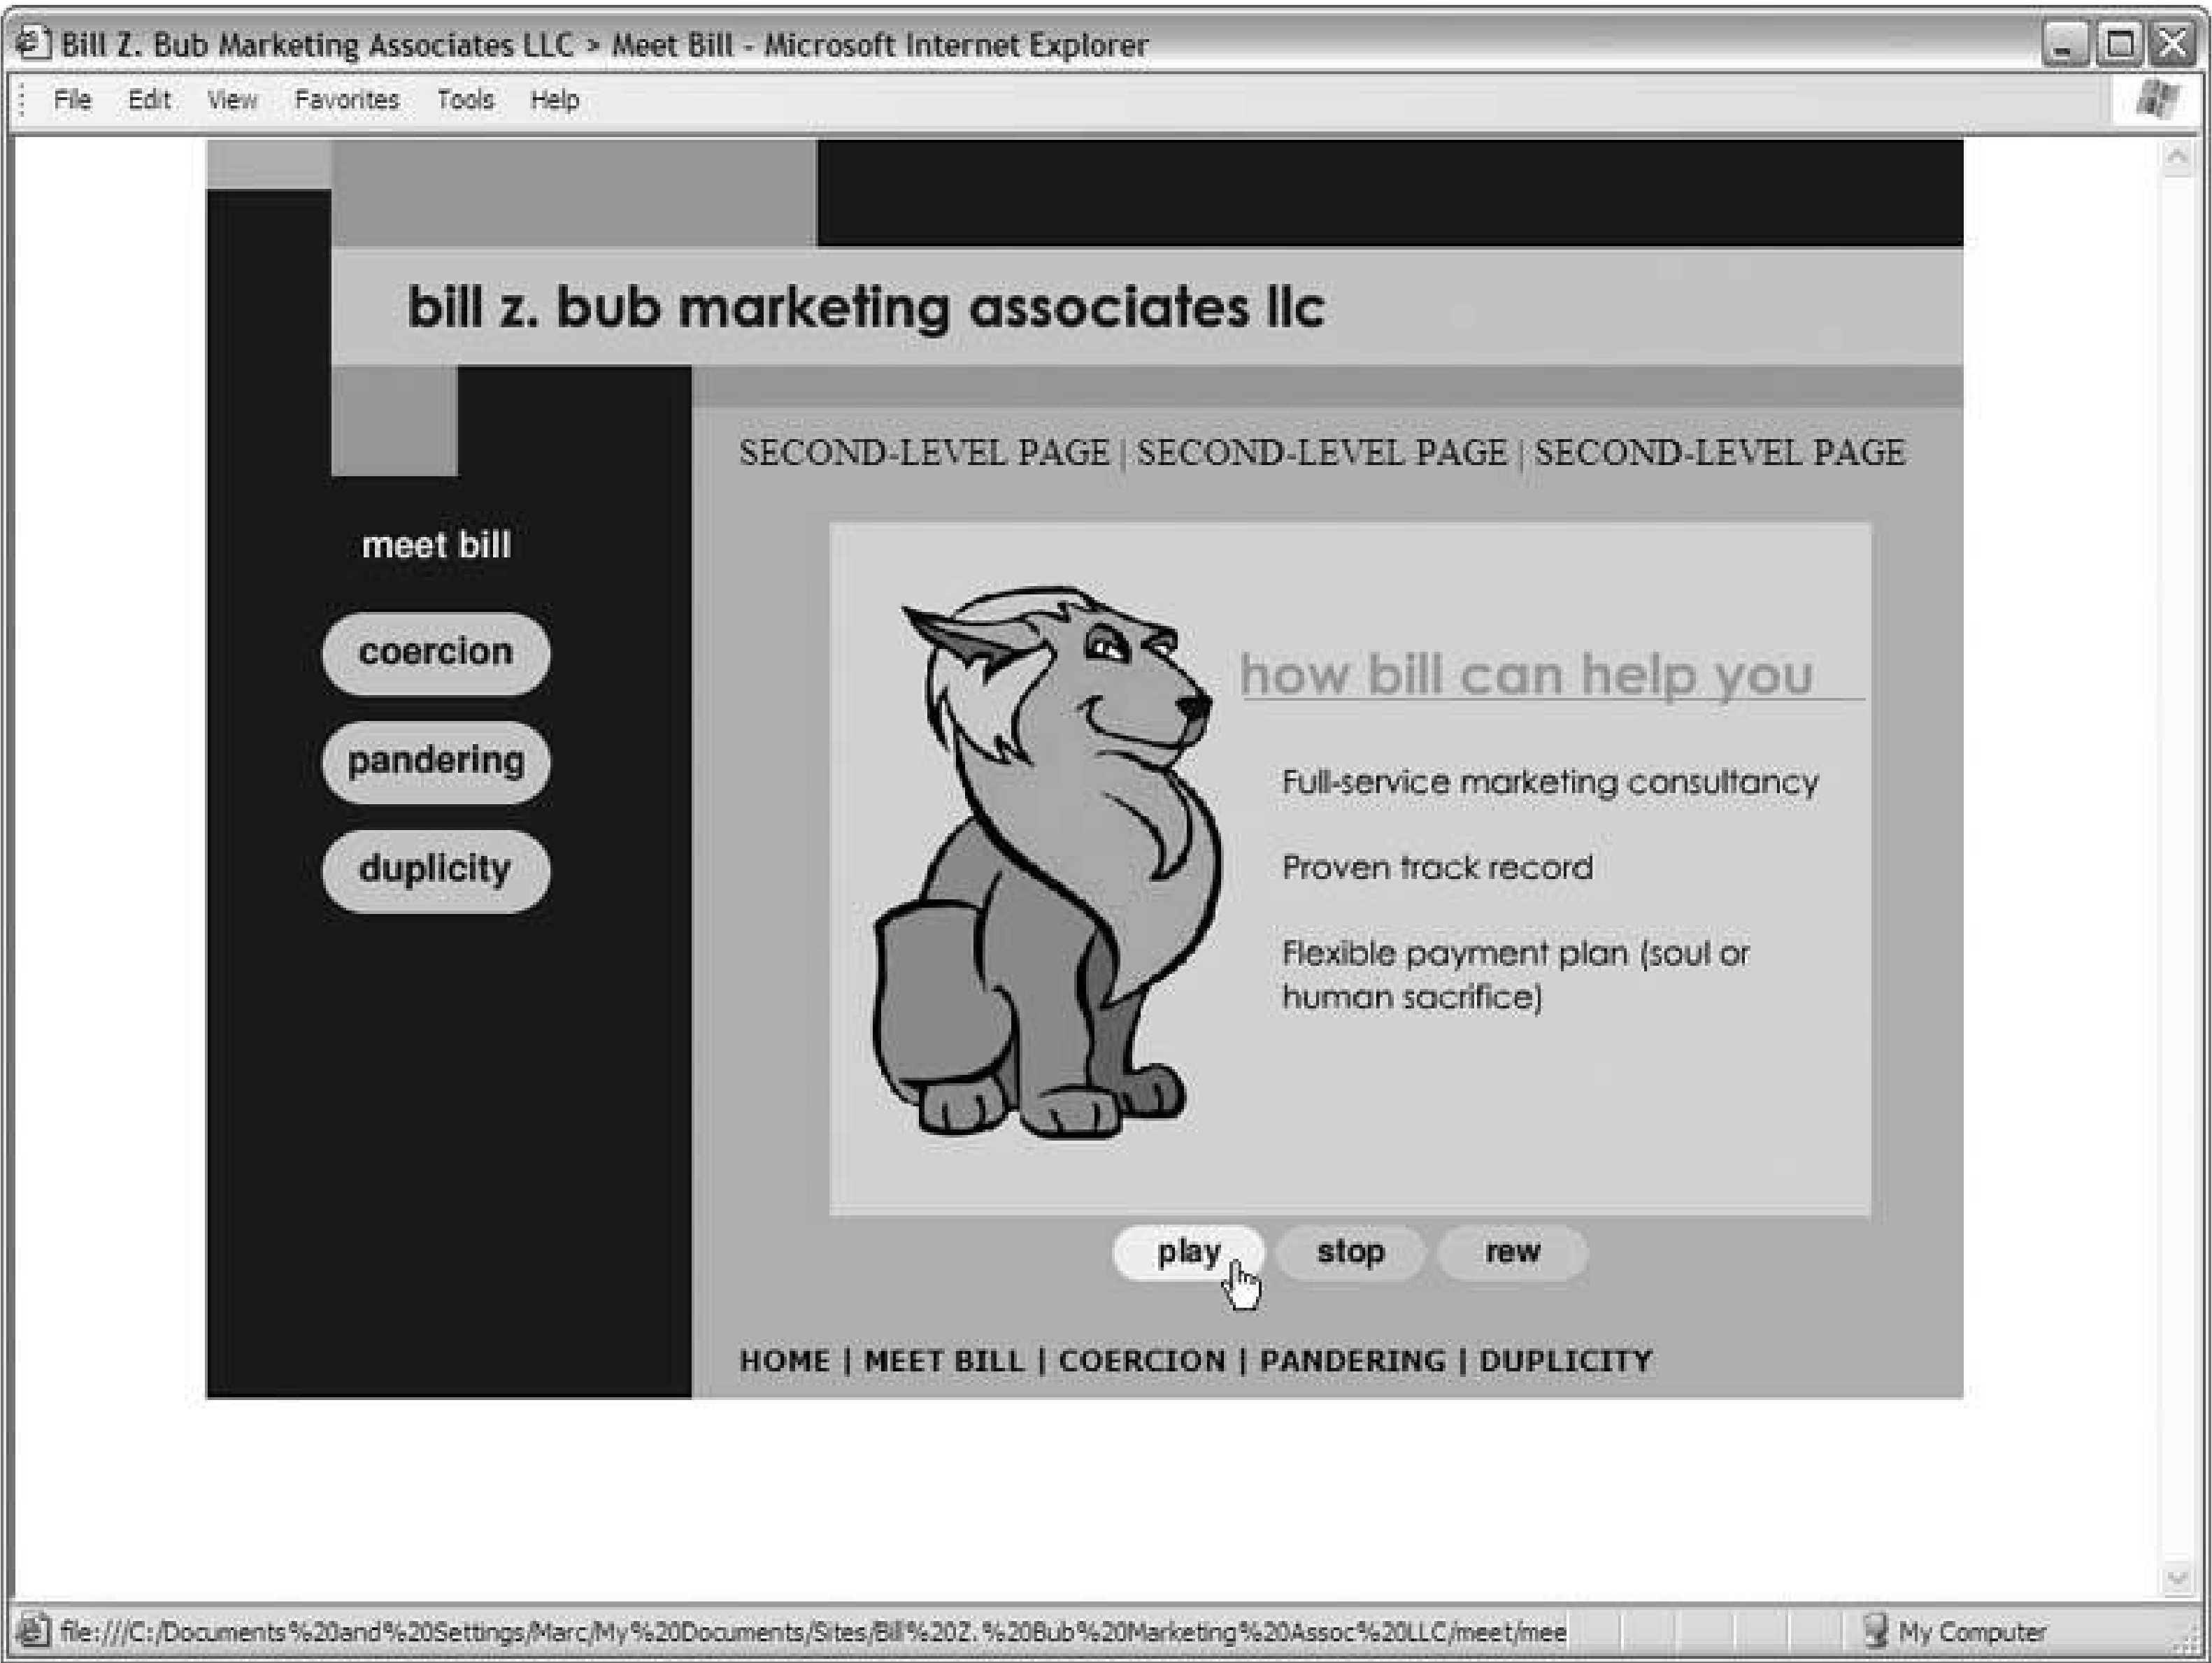 Bill Z. Bub Marketing Associates LLC > Meet Bill - Microsoft Internet Explorer
File Edit View Favorites Tools Help
bill z. bub marketing associates llc
SECOND-LEVEL PAGE | SECOND-LEVEL PAGE | SECOND-LEVEL PAGE
meet bill
coercion
pandering
duplicity
how bill can help you
Full-service marketing consultancy
Proven track record
Flexible payment plan (soul or
human sacrifice)
play stop rew
HOME | MEET BILL | COERCION | PANDERING | DUPLICITY
file:///C:/Documents%20and%20Settings/Marc/My%20Documents/Sites/Bill%20Z.%20Bub%20Marketing%20Assoc%20LLC/meet/mee My Computer